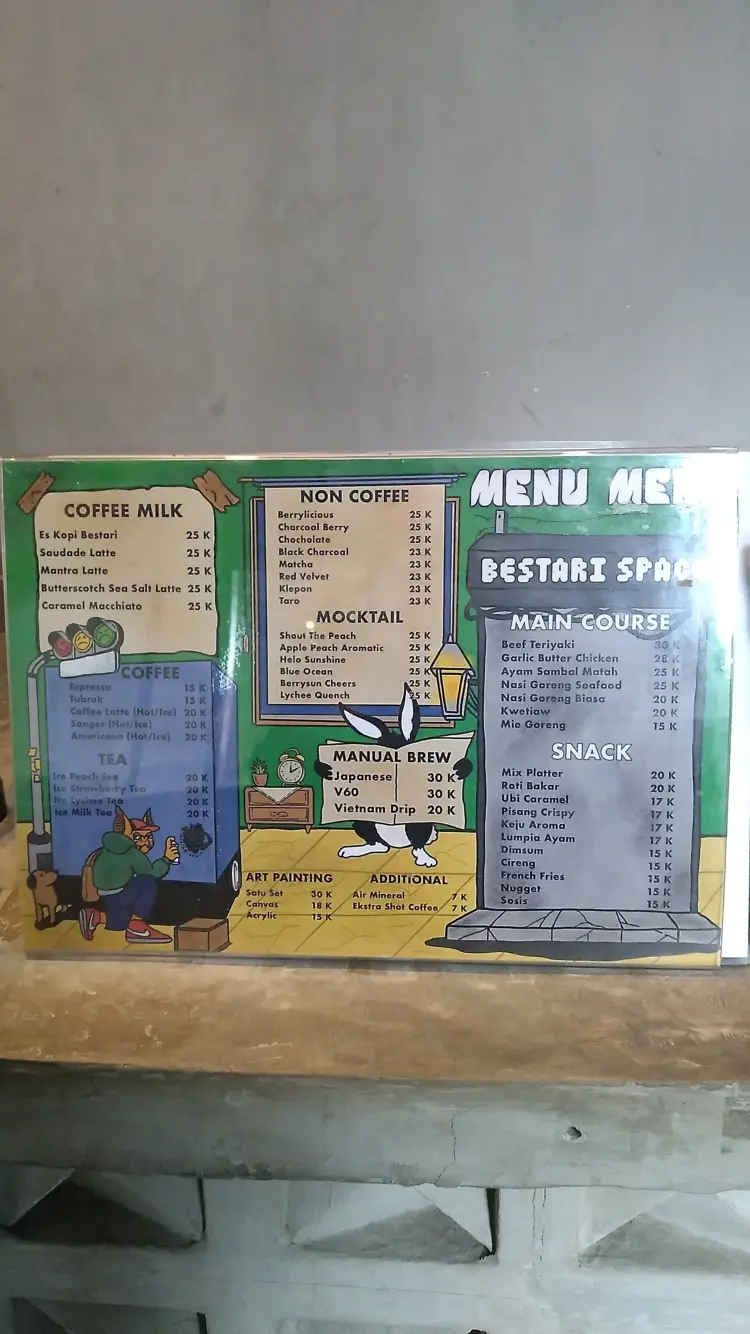 COFFEE MILK
Es Kopi Bestari 25 K
Saudade Latte 25 K
Mantra Latte 25 K
Butterscotch Sea Salt Latte 25 K
Caramel Macchiato 25 K
COFFEE
Espresso 15 K
Tubruk 15 K
Coffee Latte (Hot/Ice) 20 K
Sanger (Hot/Ice) 20 K
Americano (Hot/Ice) 20 K
TEA
Ice Peach Tea 20 K
Ice Strawberry Tea 20 K
Ice Lychee Tea 20 K
Ice Milk Tea 20 K
NON COFFEE
Berrylicious 25 K
Charcoal Berry 25 K
Chocholate 25 K
Black Charcoal 23 K
Matcha 23 K
Red Velvet 23 K
Klepon 23 K
Taro 23 K
MOCKTAIL
Shout The Peach 25 K
Apple Peach Aromatic 25 K
Helo Sunshine 25 K
Blue Ocean 25 K
Berrysun Cheers 25 K
Lychee Quench 25 K
MANUAL BREW
Japanese 30 K
V60 30 K
Vietnam Drip 20 K
ART PAINTING
Satu Set 30 K
Canvas 18 K
Acrylic 15 K
ADDITIONAL
Air Mineral 7 K
Ekstra Shot Coffee 7 K
MENU
BESTARI
MAIN COURSE
Beef Teriyaki 30 K
Garlic Butter Chicken 28 K
Ayam Sambal Matah 25 K
Nasi Goreng Seafood 25 K
Nasi Goreng Biasa 20 K
Kwetiaw 20 K
Mie Goreng 15 K
SNACK
Mix Platter 20 K
Roti Bakar 20 K
Ubi Caramel 17 K
Pisang Crispy 17 K
Keju Aroma 17 K
Lumpia Ayam 17 K
Dimsum 15 K
Cireng 15 K
French Fries 15 K
Nugget 15 K
Sosis 15 K